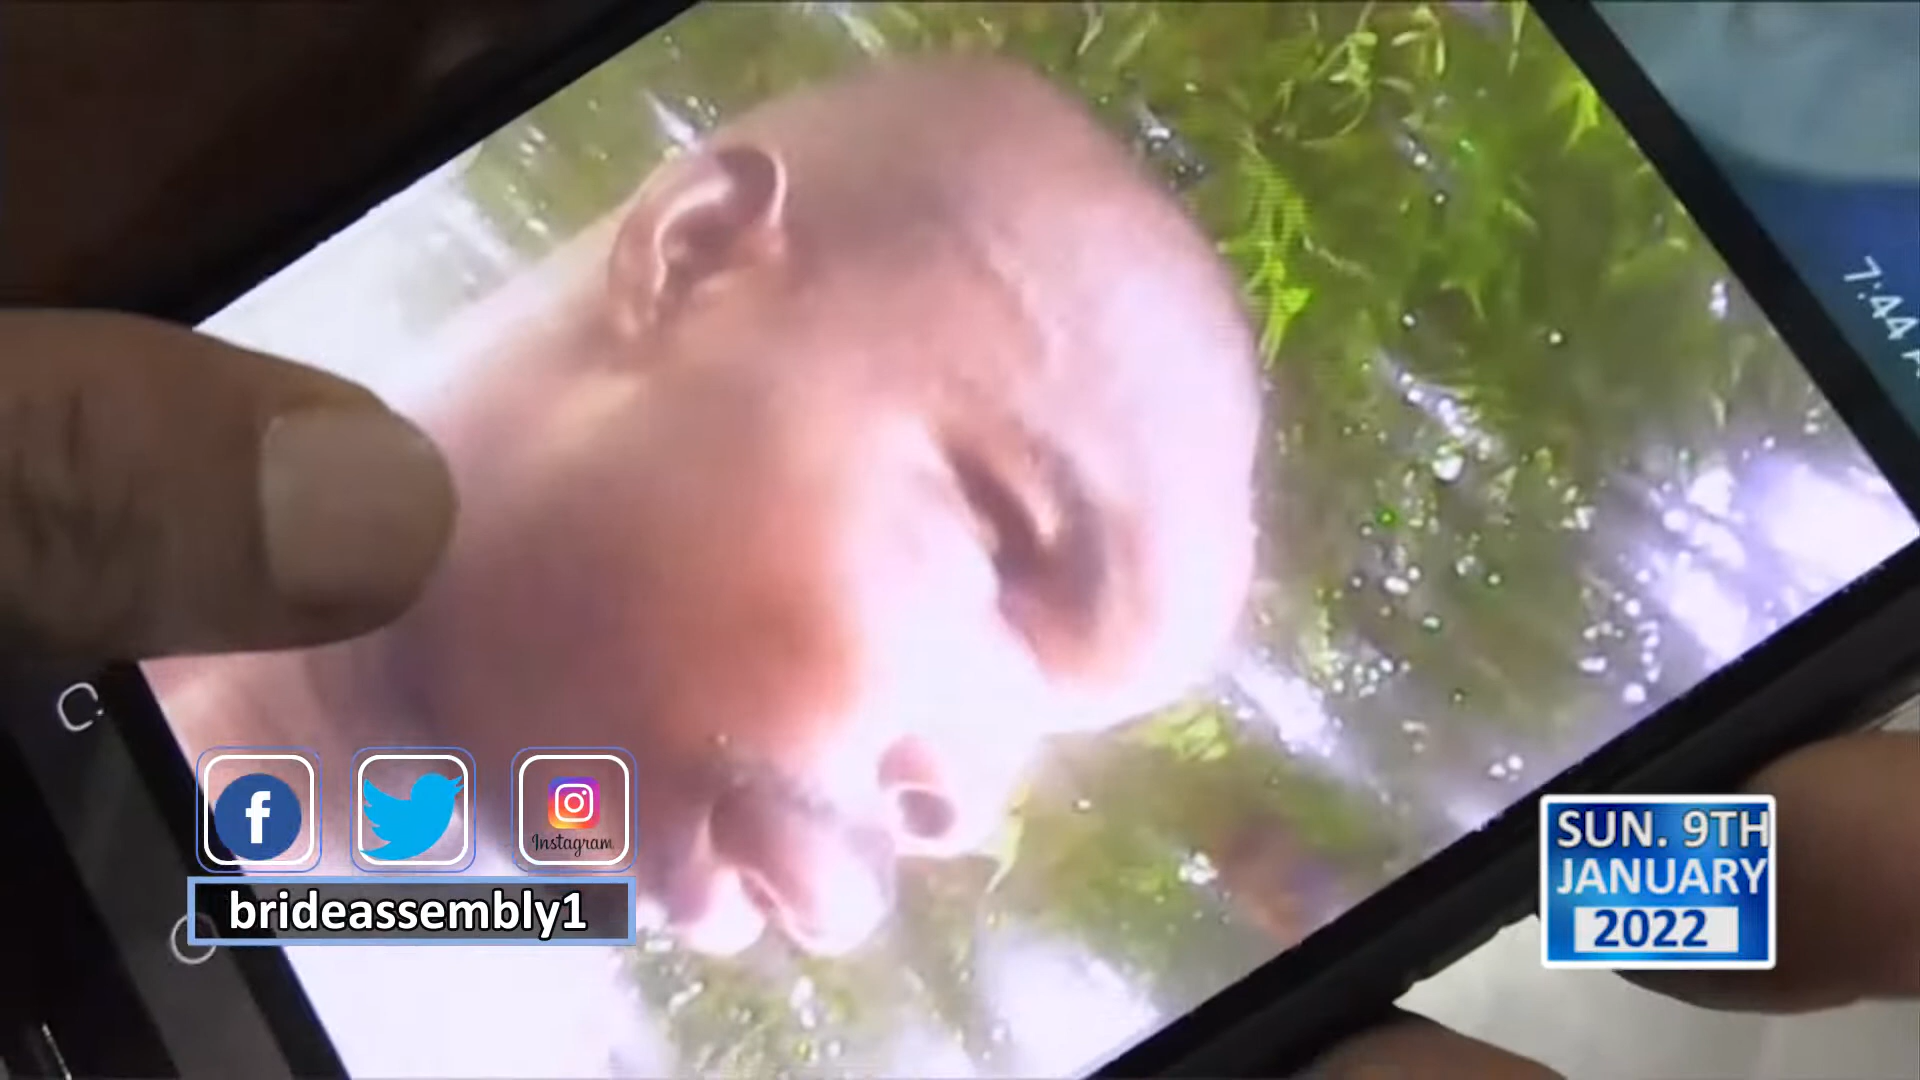 7:44
f
Instagram
brideassembly1
SUN. 9TH
JANUARY
2022